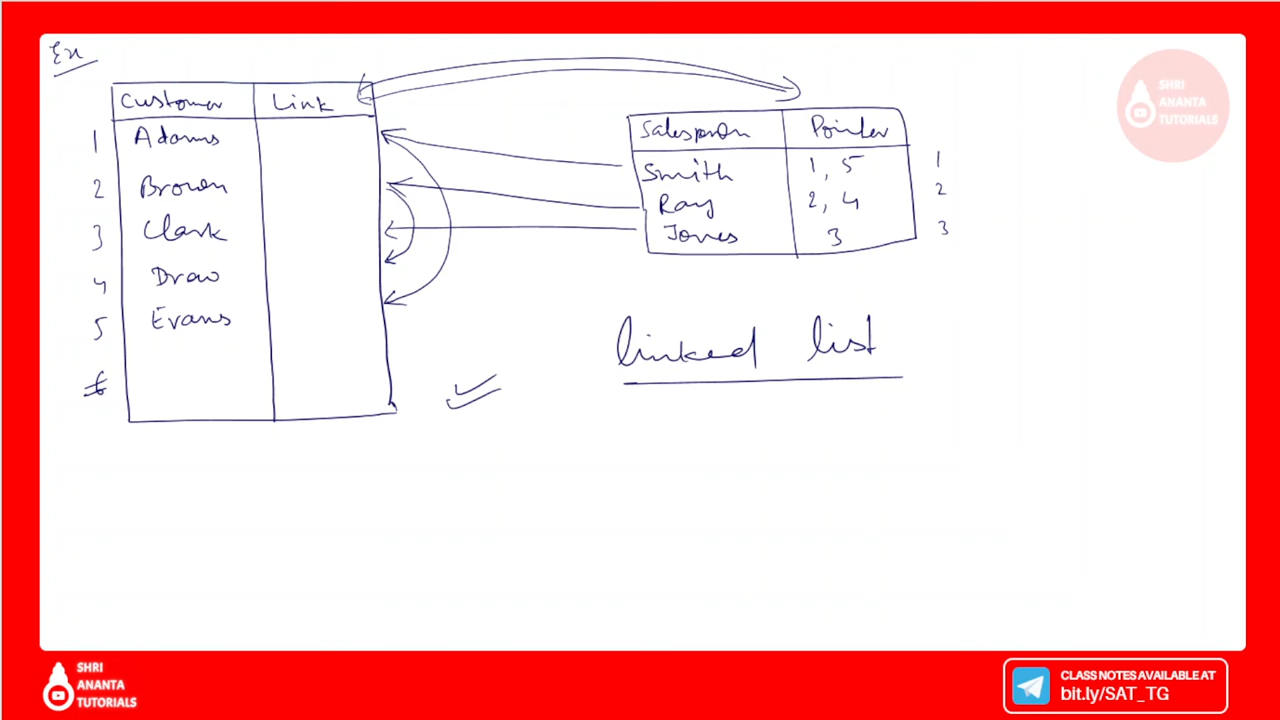 Ex
Customer Link
1 Adams
2 Brown
3 Clark
4 Draw
5 Evans
6
Salesperson Pointer
Smith 1, 5 1
Ray 2, 4 2
Jones 3 3
linked list
SHRI
ANANTA
TUTORIALS
SHRI
ANANTA
TUTORIALS
CLASS NOTES AVAILABLE AT
bit.ly/SAT_TG